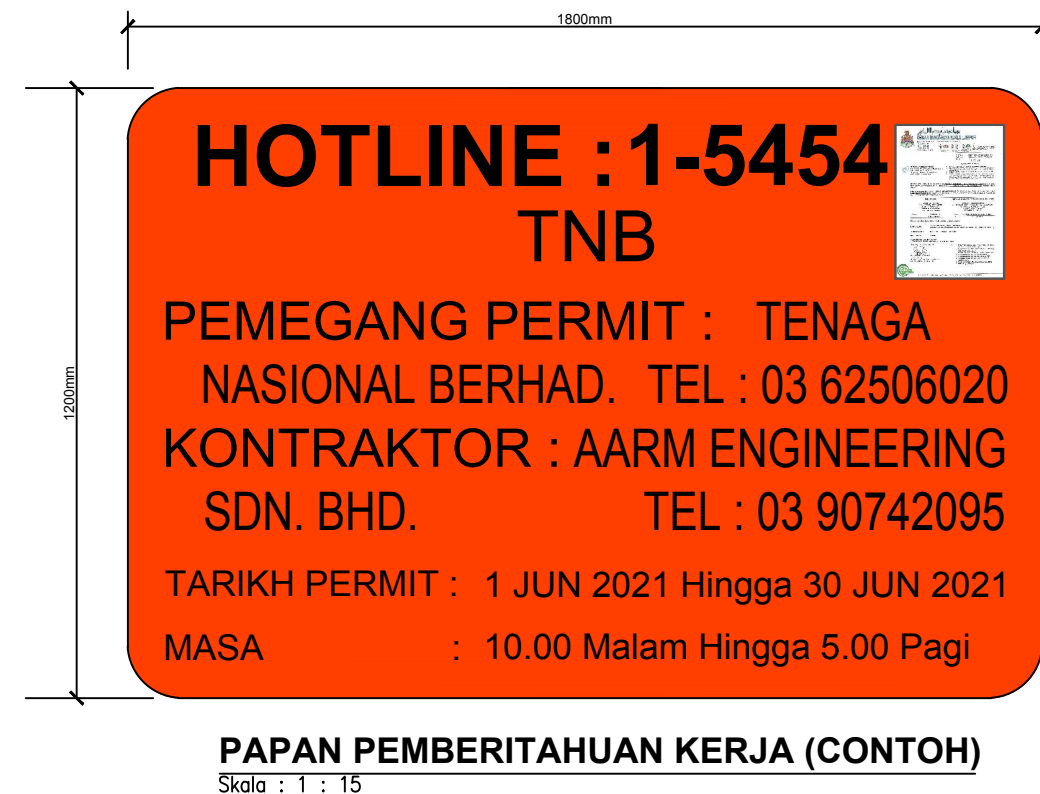 1800mm
HOTLINE : 1-5454
TNB
PEMEGANG PERMIT : TENAGA
NASIONAL BERHAD. TEL : 03 62506020
1200mm
KONTRAKTOR : AARM ENGINEERING
SDN. BHD. TEL : 03 90742095
TARIKH PERMIT : 1 JUN 2021 Hingga 30 JUN 2021
MASA : 10.00 Malam Hingga 5.00 Pagi
PAPAN PEMBERITAHUAN KERJA (CONTOH)
Skala : 1 : 15